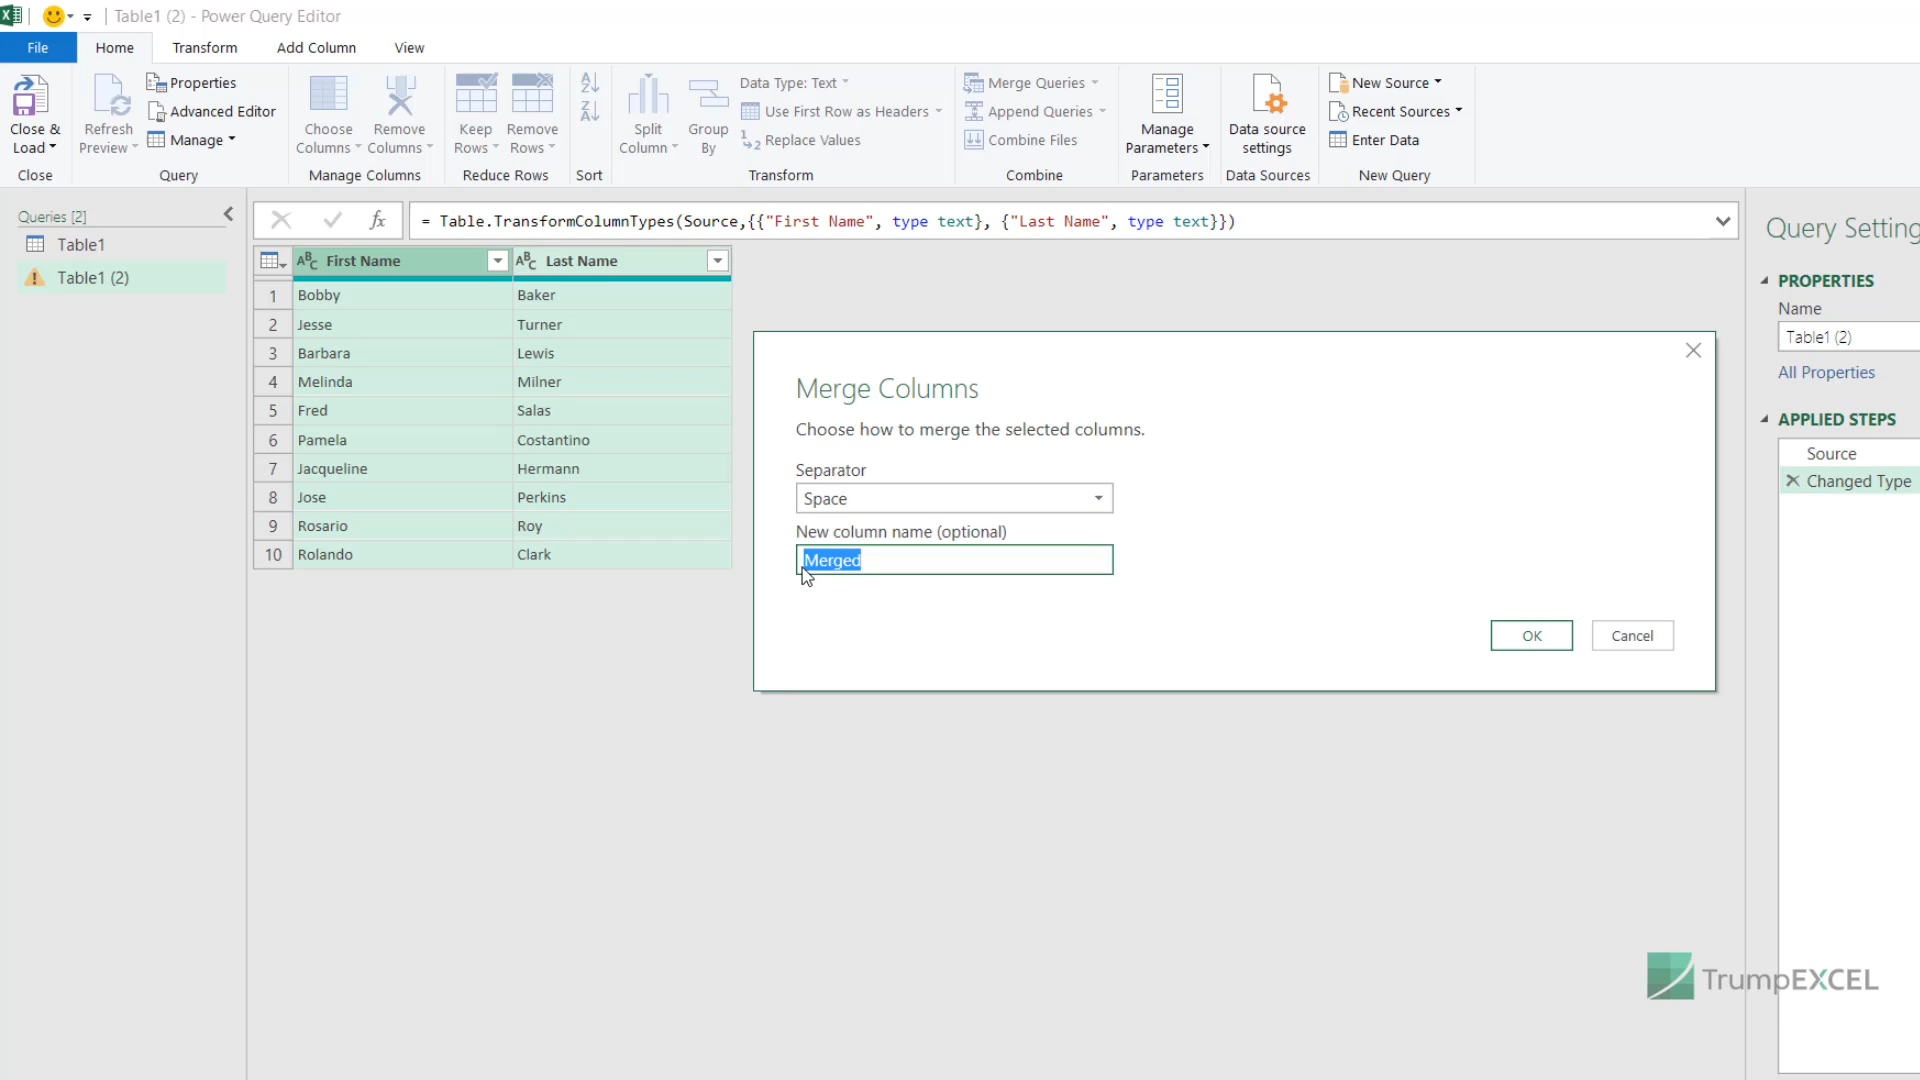 Table1 (2) - Power Query Editor
File
Home
Transform
Add Column
View
Close &
Load
Close
Refresh
Preview
Properties
Advanced Editor
Manage
Query
Choose
Columns
Remove
Columns
Manage Columns
Keep
Rows
Remove
Rows
Reduce Rows
Sort
Split
Column
Group
By
Data Type: Text
Use First Row as Headers
Replace Values
Transform
Merge Queries
Append Queries
Combine Files
Combine
Manage
Parameters
Parameters
Data source
settings
Data Sources
New Source
Recent Sources
Enter Data
New Query
Queries [2]
Table1
Table1 (2)
fx = Table.TransformColumnTypes(Source,{{"First Name", type text}, {"Last Name", type text}})
ABC First Name ABC Last Name
1 Bobby Baker
2 Jesse Turner
3 Barbara Lewis
4 Melinda Milner
5 Fred Salas
6 Pamela Costantino
7 Jacqueline Hermann
8 Jose Perkins
9 Rosario Roy
10 Rolando Clark
Merge Columns
Choose how to merge the selected columns.
Separator
Space
New column name (optional)
Merged
OK
Cancel
Query Setting
PROPERTIES
Name
Table1 (2)
All Properties
APPLIED STEPS
Source
Changed Type
TrumpEXCEL